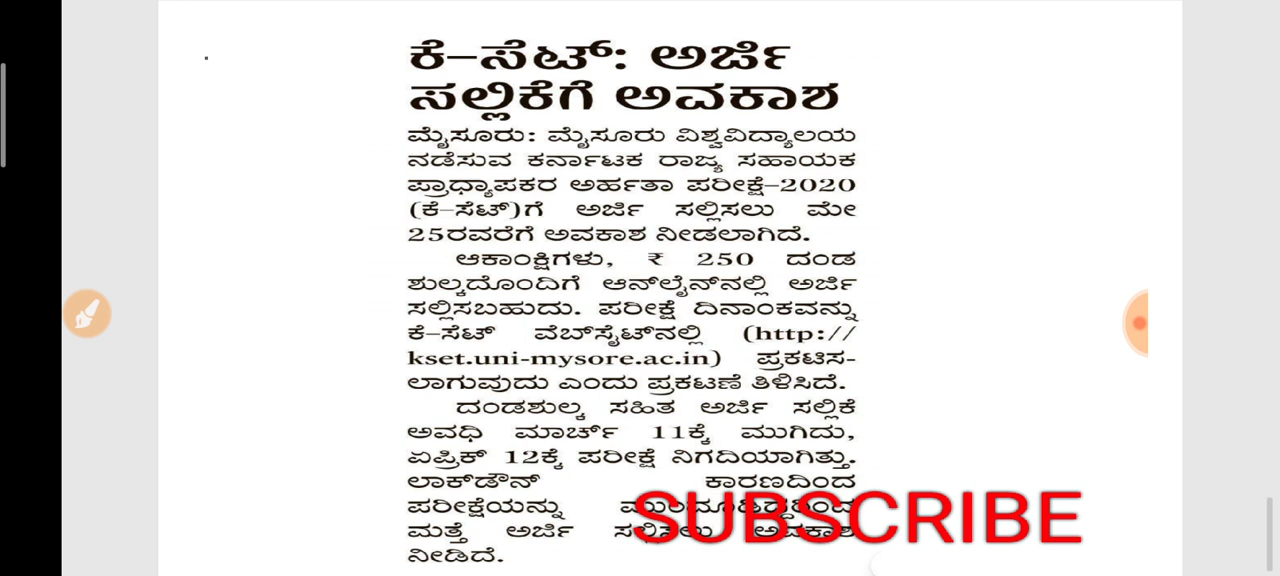 ಕೆ–ಸೆಟ್: ಅರ್ಜಿ
ಸಲ್ಲಿಕೆಗೆ ಅವಕಾಶ
ಮೈಸೂರು: ಮೈಸೂರು ವಿಶ್ವವಿದ್ಯಾಲಯ
ನಡೆಸುವ ಕರ್ನಾಟಕ ರಾಜ್ಯ ಸಹಾಯಕ
ಪ್ರಾಧ್ಯಾಪಕರ ಅರ್ಹತಾ ಪರೀಕ್ಷೆ–2020
(ಕೆ–ಸೆಟ್)ಗೆ ಅರ್ಜಿ ಸಲ್ಲಿಸಲು ಮೇ
25ರವರೆಗೆ ಅವಕಾಶ ನೀಡಲಾಗಿದೆ.
ಆಕಾಂಕ್ಷಿಗಳು, ₹ 250 ದಂಡ
ಶುಲ್ಕದೊಂದಿಗೆ ಆನ್‌ಲೈನ್‌ನಲ್ಲಿ ಅರ್ಜಿ
ಸಲ್ಲಿಸಬಹುದು. ಪರೀಕ್ಷೆ ದಿನಾಂಕವನ್ನು
ಕೆ–ಸೆಟ್ ವೆಬ್‌ಸೈಟ್‌ನಲ್ಲಿ (http://
kset.uni-mysore.ac.in) ಪ್ರಕಟಿಸ-
ಲಾಗುವುದು ಎಂದು ಪ್ರಕಟಣೆ ತಿಳಿಸಿದೆ.
ದಂಡಶುಲ್ಕ ಸಹಿತ ಅರ್ಜಿ ಸಲ್ಲಿಕೆ
ಅವಧಿ ಮಾರ್ಚ್ 11ಕ್ಕೆ ಮುಗಿದು,
ಏಪ್ರಿಕ್ 12ಕ್ಕೆ ಪರೀಕ್ಷೆ ನಿಗದಿಯಾಗಿತ್ತು.
ಲಾಕ್‌ಡೌನ್ ಕಾರಣದಿಂದ
ಪರೀಕ್ಷೆಯನ್ನು
ಮತ್ತೆ ಅರ್ಜಿ ಸಲ್ಲಿಸಲು ಅವಕಾಶ
ನೀಡಿದೆ.
SUBSCRIBE